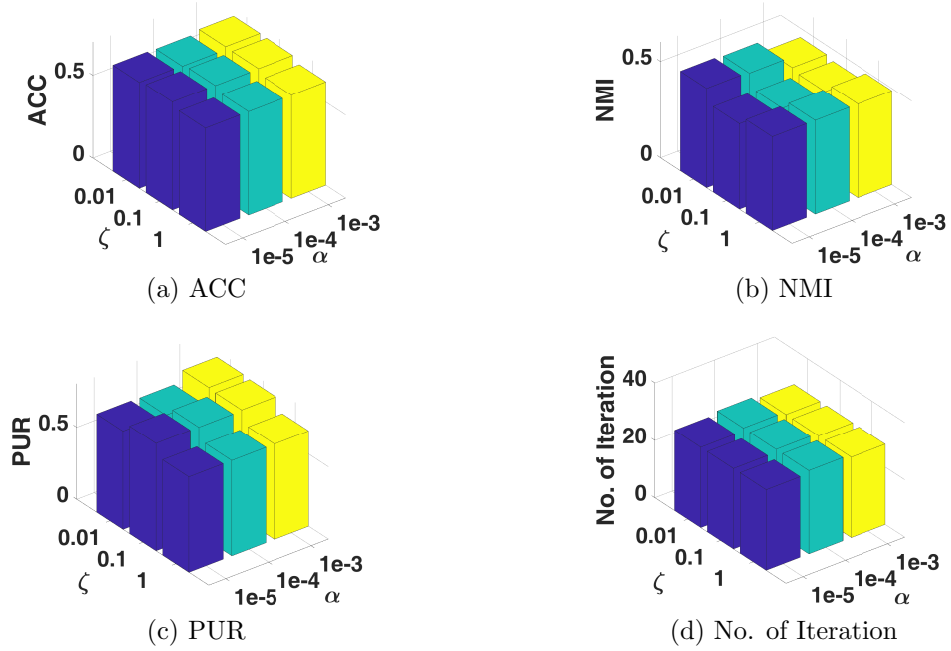 ACC
0.5
0
0.01
0.1
1
ζ
1e-5
1e-4
1e-3
α
(a) ACC
NMI
0.5
0
0.01
0.1
1
ζ
1e-5
1e-4
1e-3
α
(b) NMI
PUR
0.5
0
0.01
0.1
1
ζ
1e-5
1e-4
1e-3
α
(c) PUR
No. of Iteration
40
20
0
0.01
0.1
1
ζ
1e-5
1e-4
1e-3
α
(d) No. of Iteration